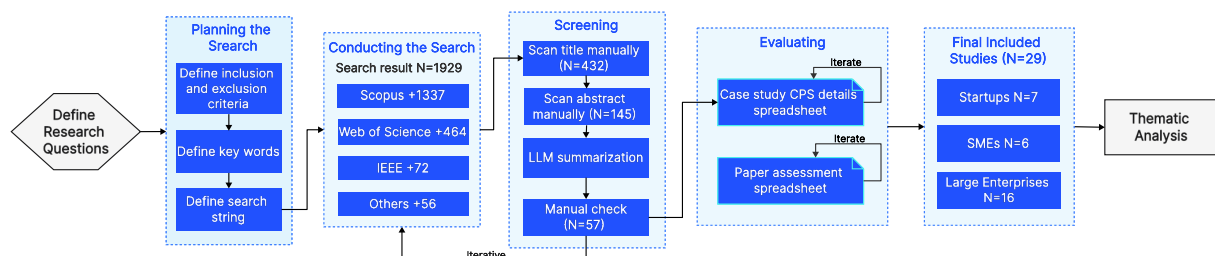 Define
Research
Questions
Planning the
Srearch
Define inclusion
and exclusion
criteria
Define key words
Define search
string
Conducting the Search
Search result N=1929
Scopus +1337
Web of Science +464
IEEE +72
Others +56
Iterative
Screening
Scan title manually
(N=432)
Scan abstract
manually (N=145)
LLM summarization
Manual check
(N=57)
Evaluating
Iterate
Case study CPS details
spreadsheet
Iterate
Paper assessment
spreadsheet
Final Included
Studies (N=29)
Startups N=7
SMEs N=6
Large Enterprises
N=16
Thematic
Analysis